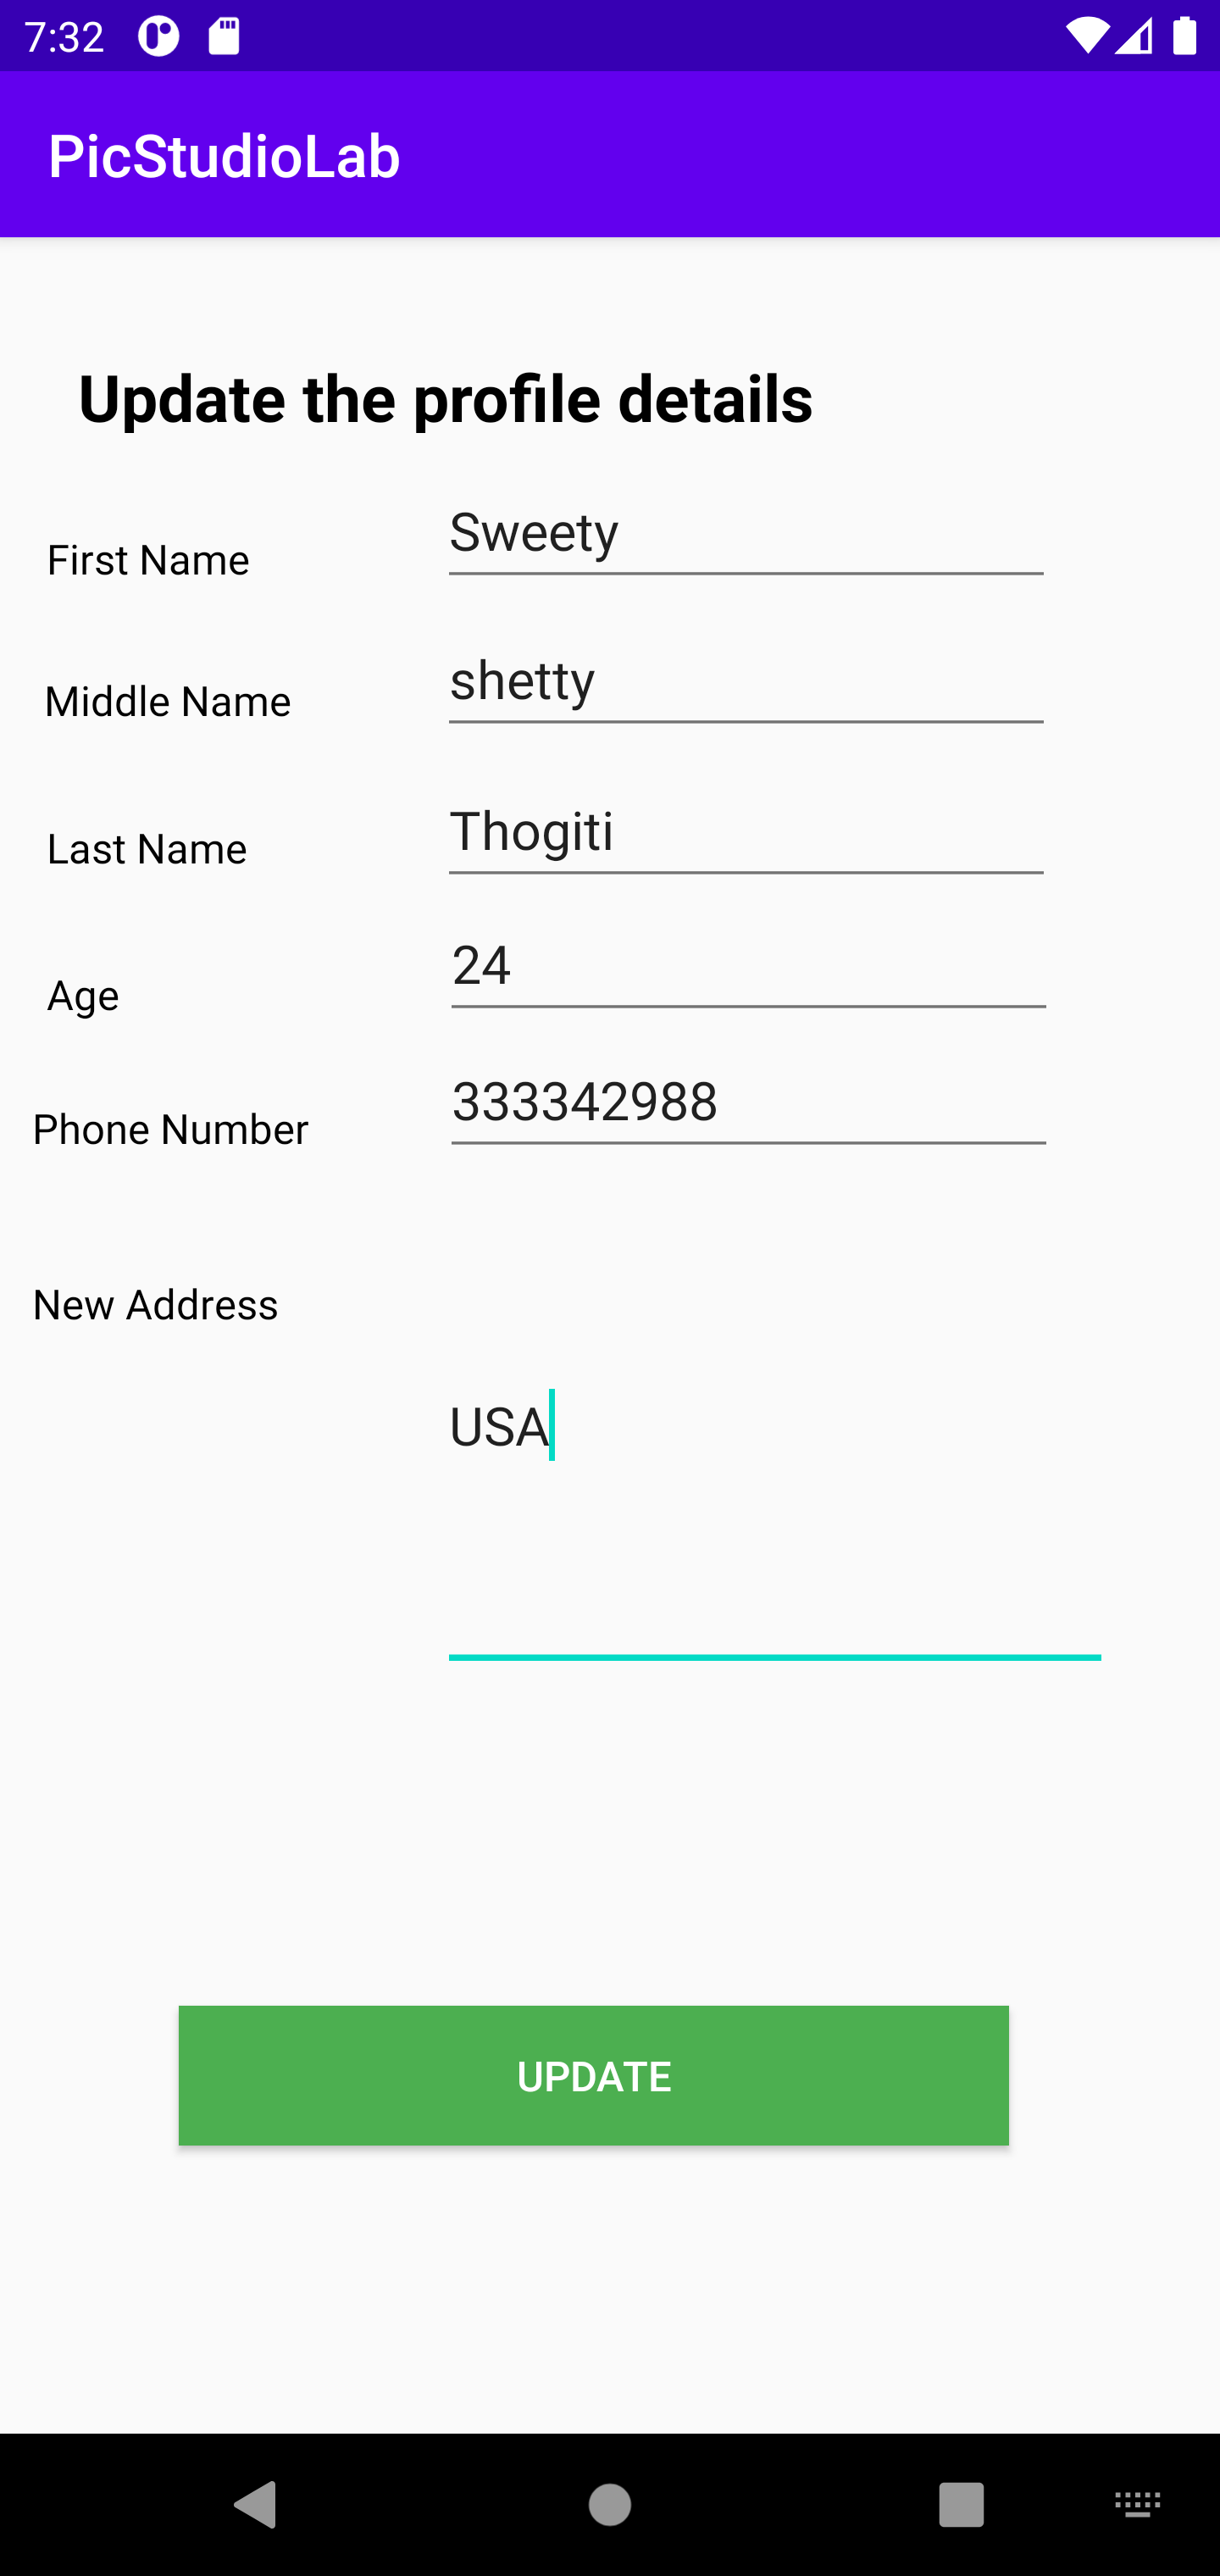 7:32
PicStudioLab
Update the profile details
First Name Sweety
Middle Name shetty
Last Name Thogiti
Age 24
Phone Number 333342988
New Address
USA
UPDATE